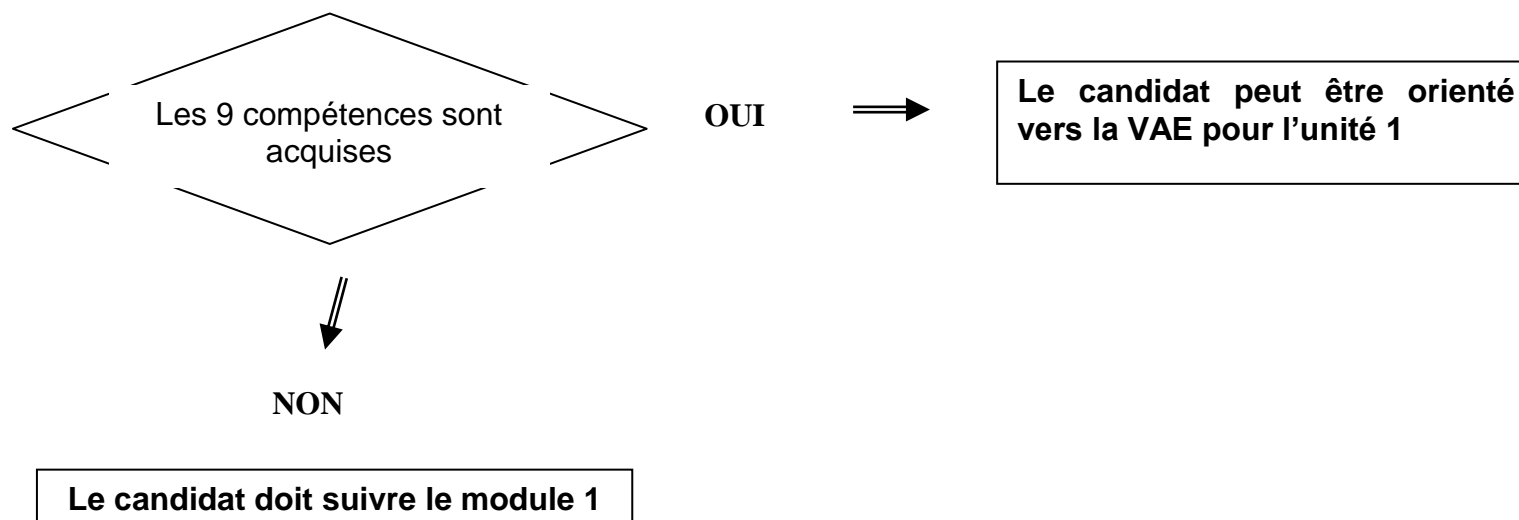 Les 9 compétences sont
acquises
OUI
Le candidat peut être orienté
vers la VAE pour l’unité 1
NON
Le candidat doit suivre le module 1